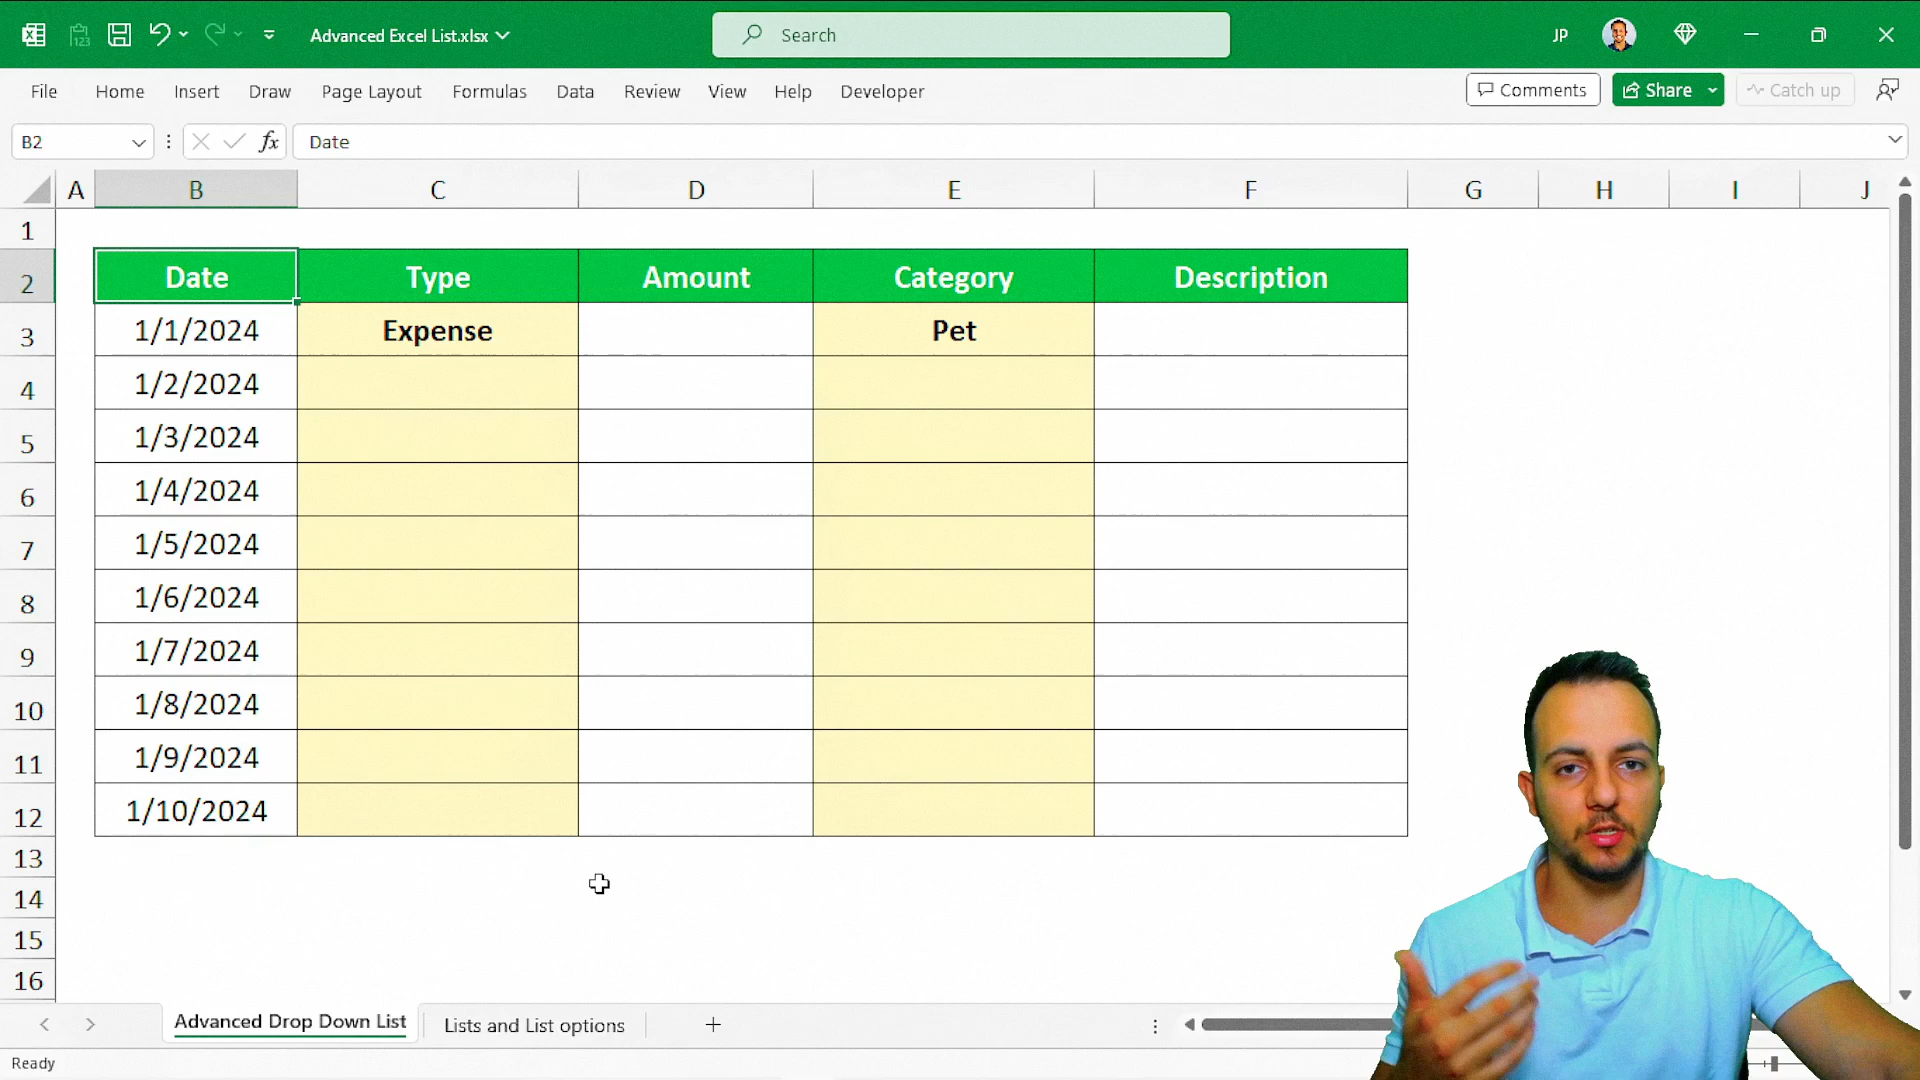 Advanced Excel List.xlsx
Search
JP
File Home Insert Draw Page Layout Formulas Data Review View Help Developer
Comments Share Catch up
B2 fx Date
A B C D E F G H I J
1
2 Date Type Amount Category Description
3 1/1/2024 Expense Pet
4 1/2/2024
5 1/3/2024
6 1/4/2024
7 1/5/2024
8 1/6/2024
9 1/7/2024
10 1/8/2024
11 1/9/2024
12 1/10/2024
13
14
15
16
Advanced Drop Down List Lists and List options
Ready